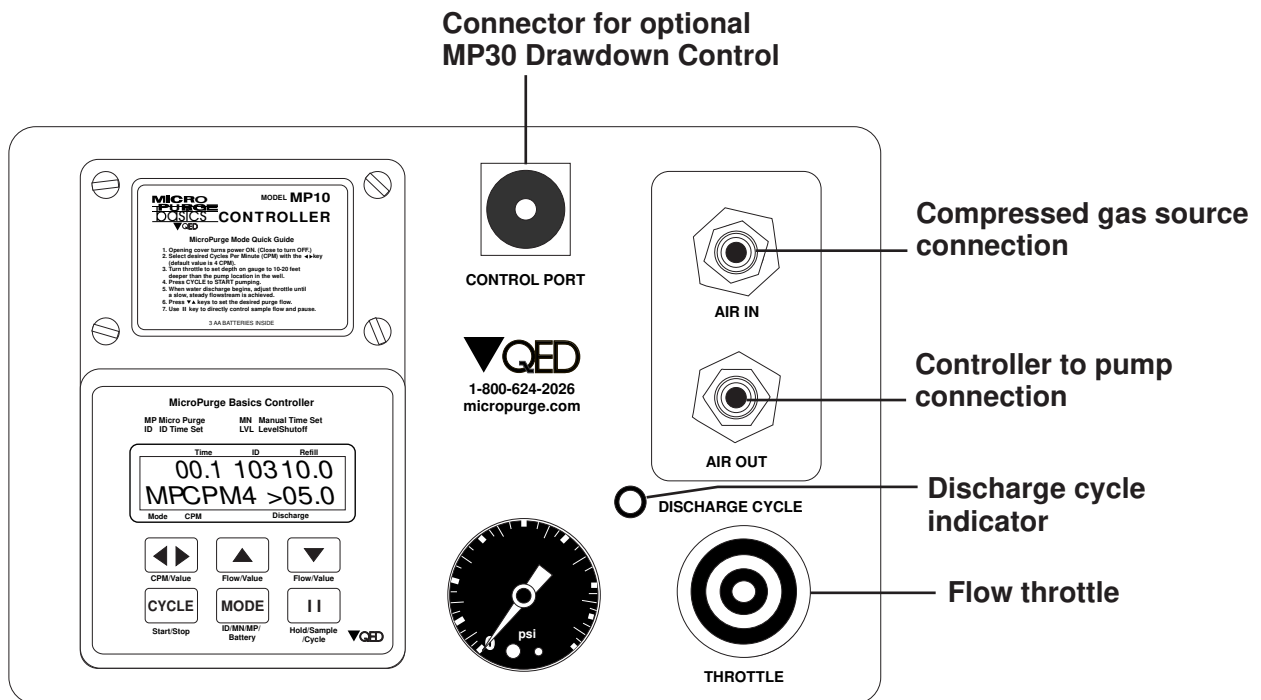 Connector for optional
MP30 Drawdown Control
MICRO
PURGE
basics
QED
MODEL MP10
CONTROLLER
MicroPurge Mode Quick Guide
1. Opening cover turns power ON. (Close to turn OFF.)
2. Select desired Cycles Per Minute (CPM) with the ◄►key
(default value is 4 CPM).
3. Turn throttle to set depth on gauge to 10-20 feet
deeper than the pump location in the well.
4. Press CYCLE to START pumping.
5. When water discharge begins, adjust throttle until
a slow, steady flowstream is achieved.
6. Press ▼▲ keys to set the desired purge flow.
7. Use II key to directly control sample flow and pause.
3 AA BATTERIES INSIDE
CONTROL PORT
QED
1-800-624-2026
micropurge.com
AIR IN
AIR OUT
Compressed gas source
connection
Controller to pump
connection
Discharge cycle
indicator
DISCHARGE CYCLE
Flow throttle
THROTTLE
MicroPurge Basics Controller
MP Micro Purge MN Manual Time Set
ID ID Time Set LVL LevelShutoff
Time ID Refill
00.1 103 10.0
MPCPM4 >05.0
Mode CPM Discharge
CPM/Value Flow/Value Flow/Value
CYCLE MODE II
Start/Stop ID/MN/MP/ Hold/Sample
Battery /Cycle
QED
0
psi